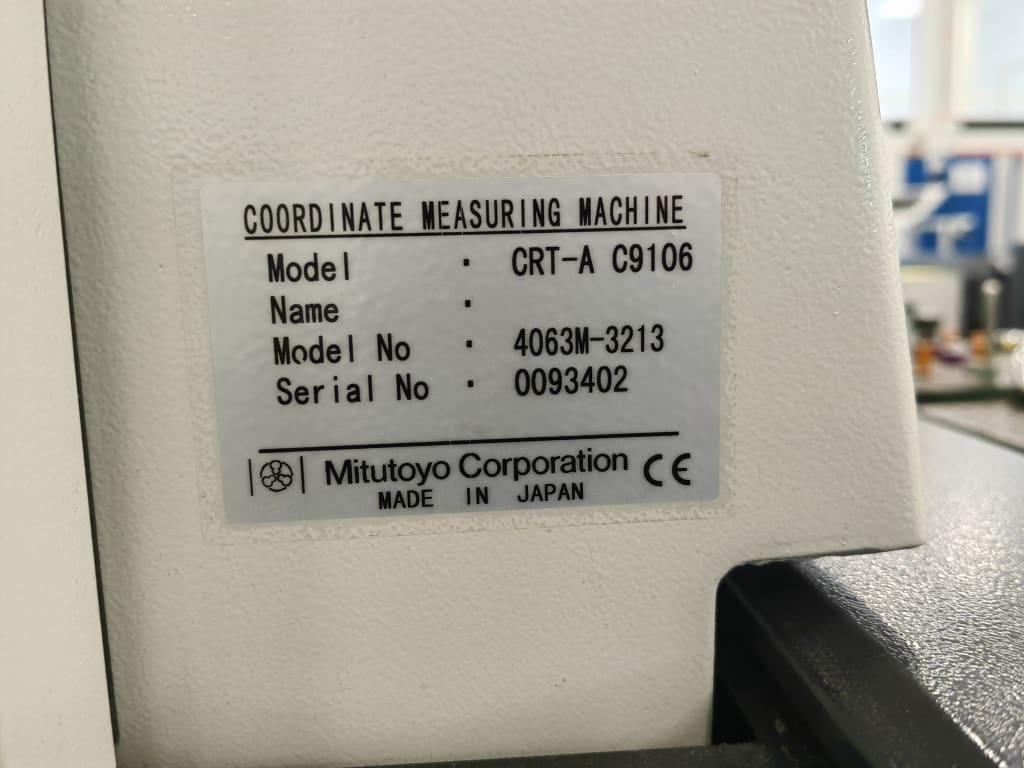 COORDINATE MEASURING MACHINE
Model · CRT-A C9106
Name ·
Model No · 4063M-3213
Serial No · 0093402
Mitutoyo Corporation CE
MADE IN JAPAN